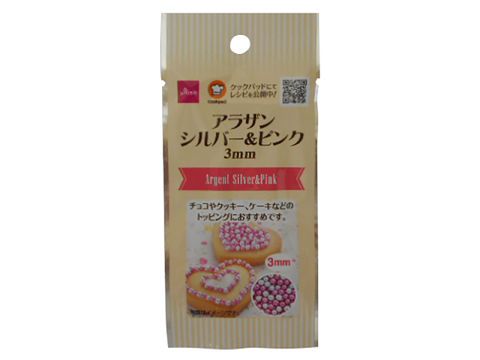 クックパッドにて
レシピを公開中!
アラザン
シルバー&ピンク
3mm
Argent Silver&Pink
チョコやクッキー、ケーキなどの
トッピングにおすすめです。
3mm